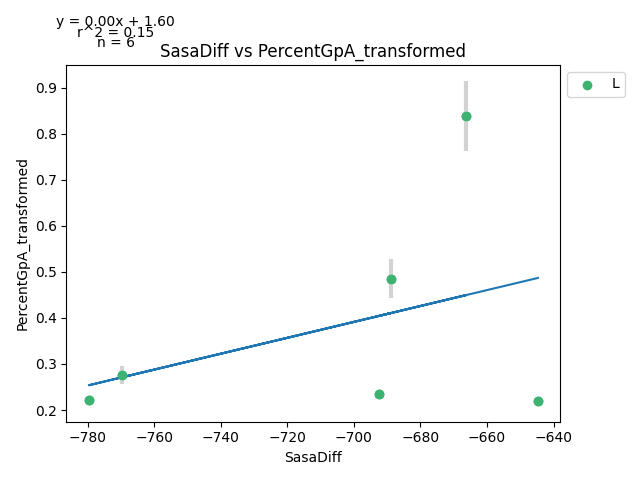 y = 0.00x + 1.60
r^2 = 0.15
n = 6
SasaDiff vs PercentGpA_transformed
L
PercentGpA_transformed
0.9
0.8
0.7
0.6
0.5
0.4
0.3
0.2
−780 −760 −740 −720 −700 −680 −660 −640
SasaDiff